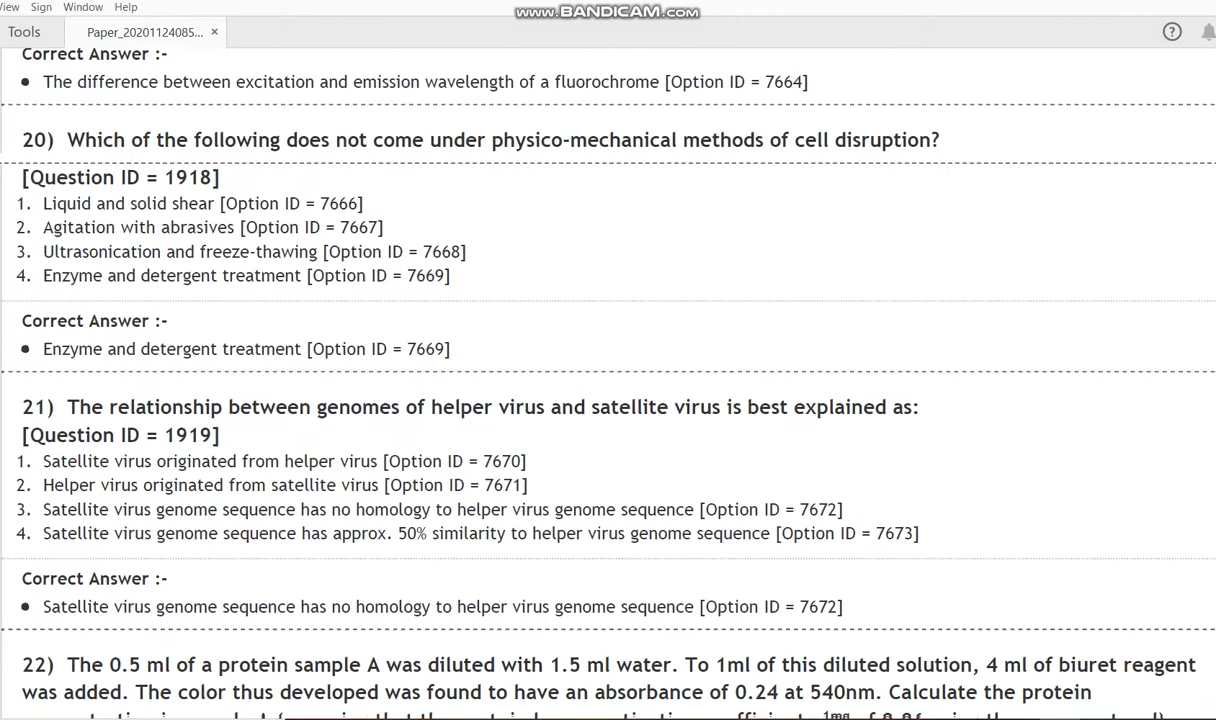 View Sign Window Help
www.BANDICAM.com
Tools Paper_20201124085... × ?
Correct Answer :-
• The difference between excitation and emission wavelength of a fluorochrome [Option ID = 7664]
20) Which of the following does not come under physico-mechanical methods of cell disruption?
[Question ID = 1918]
1. Liquid and solid shear [Option ID = 7666]
2. Agitation with abrasives [Option ID = 7667]
3. Ultrasonication and freeze-thawing [Option ID = 7668]
4. Enzyme and detergent treatment [Option ID = 7669]
Correct Answer :-
• Enzyme and detergent treatment [Option ID = 7669]
21) The relationship between genomes of helper virus and satellite virus is best explained as:
[Question ID = 1919]
1. Satellite virus originated from helper virus [Option ID = 7670]
2. Helper virus originated from satellite virus [Option ID = 7671]
3. Satellite virus genome sequence has no homology to helper virus genome sequence [Option ID = 7672]
4. Satellite virus genome sequence has approx. 50% similarity to helper virus genome sequence [Option ID = 7673]
Correct Answer :-
• Satellite virus genome sequence has no homology to helper virus genome sequence [Option ID = 7672]
22) The 0.5 ml of a protein sample A was diluted with 1.5 ml water. To 1ml of this diluted solution, 4 ml of biuret reagent
was added. The color thus developed was found to have an absorbance of 0.24 at 540nm. Calculate the protein